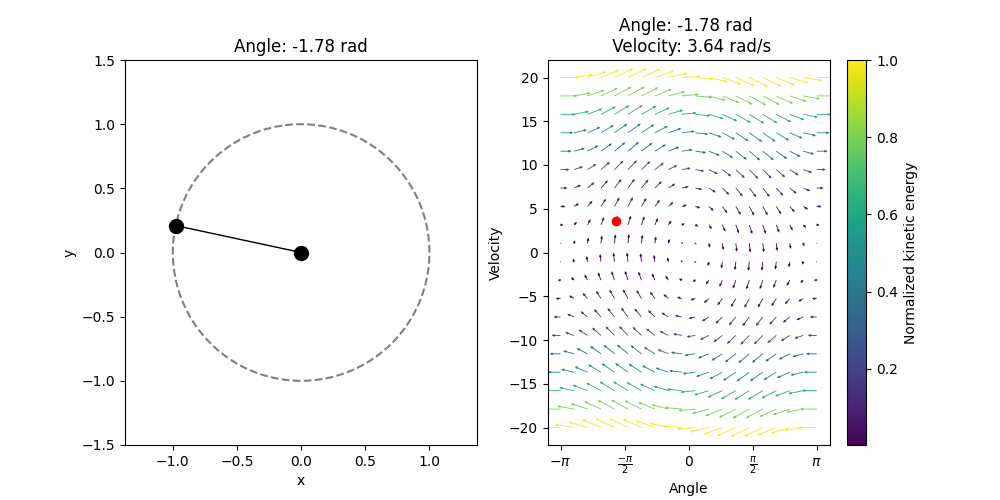 Angle: -1.78 rad
1.5
1.0
0.5
0.0
−0.5
−1.0
−1.5
y
−1.0
−0.5
0.0
0.5
1.0
x
Angle: -1.78 rad
Velocity: 3.64 rad/s
20
15
10
5
0
−5
−10
−15
−20
Velocity
−π
−π/2
0
π/2
π
Angle
1.0
0.8
0.6
0.4
0.2
Normalized kinetic energy